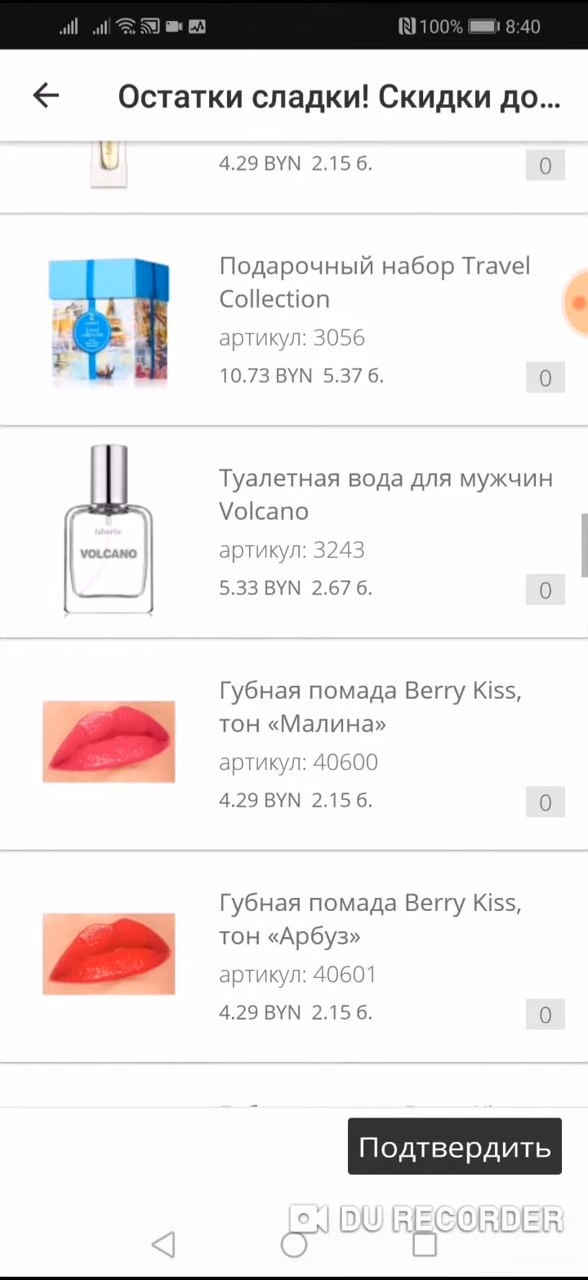 100% 8:40
Остатки сладки! Скидки до...
4.29 BYN 2.15 б.
0
Подарочный набор Travel
Collection
артикул: 3056
10.73 BYN 5.37 б.
0
Туалетная вода для мужчин
Volcano
артикул: 3243
5.33 BYN 2.67 б.
0
faberlic
VOLCANO
Губная помада Berry Kiss,
тон «Малина»
артикул: 40600
4.29 BYN 2.15 б.
0
Губная помада Berry Kiss,
тон «Арбуз»
артикул: 40601
4.29 BYN 2.15 б.
0
Подтвердить
DU RECORDER